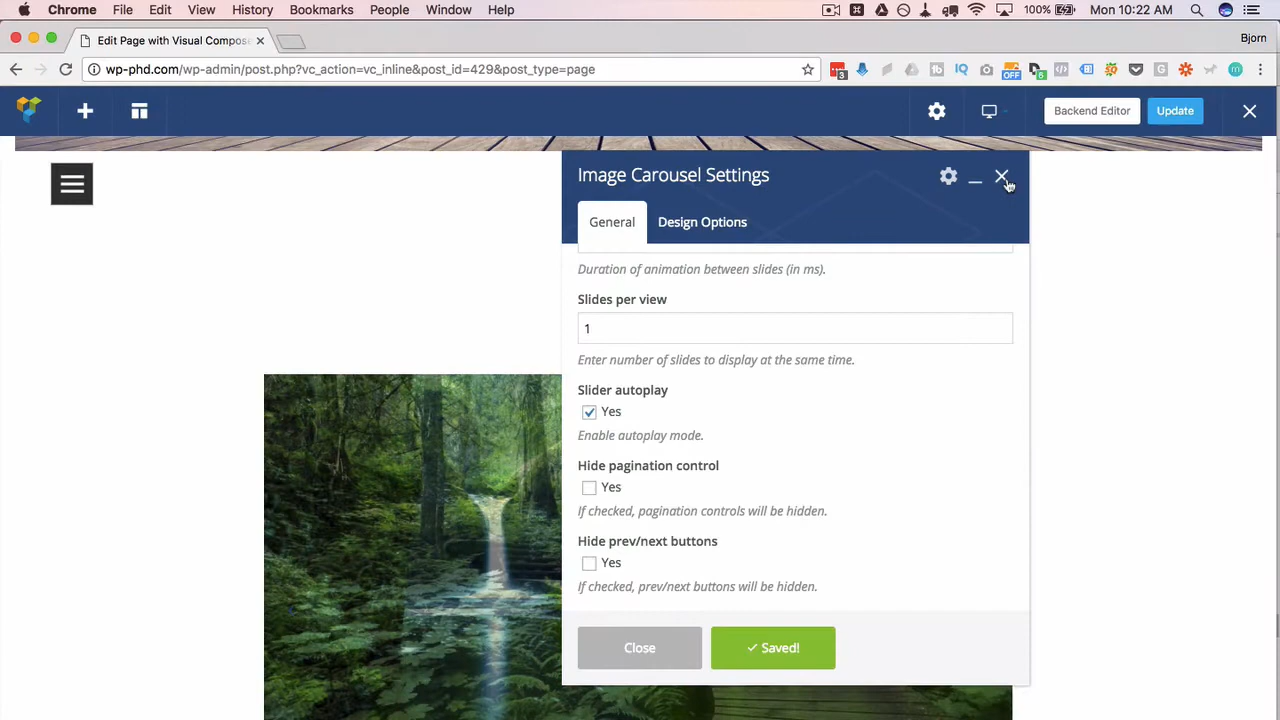 Chrome File Edit View History Bookmarks People Window Help 100% Mon 10:22 AM
Edit Page with Visual Compose
Bjorn
wp-phd.com/wp-admin/post.php?vc_action=vc_inline&post_id=429&post_type=page
3
OFF
5
Backend Editor
Update
Image Carousel Settings
General
Design Options
Duration of animation between slides (in ms).
Slides per view
1
Enter number of slides to display at the same time.
Slider autoplay
Yes
Enable autoplay mode.
Hide pagination control
Yes
If checked, pagination controls will be hidden.
Hide prev/next buttons
Yes
If checked, prev/next buttons will be hidden.
Close
Saved!